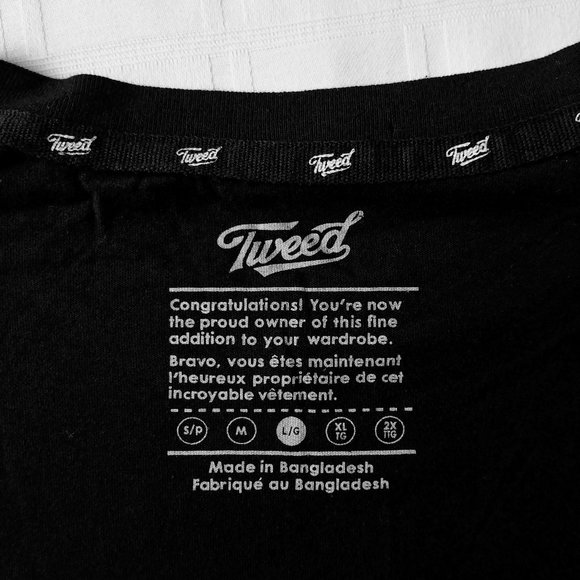 Tweed Tweed Tweed Tweed
Tweed
Congratulations! You're now
the proud owner of this fine
addition to your wardrobe.
Bravo, vous êtes maintenant
l'heureux propriétaire de cet
incroyable vêtement.
S/P M L/G XL TG 2X TTG
Made in Bangladesh
Fabriqué au Bangladesh